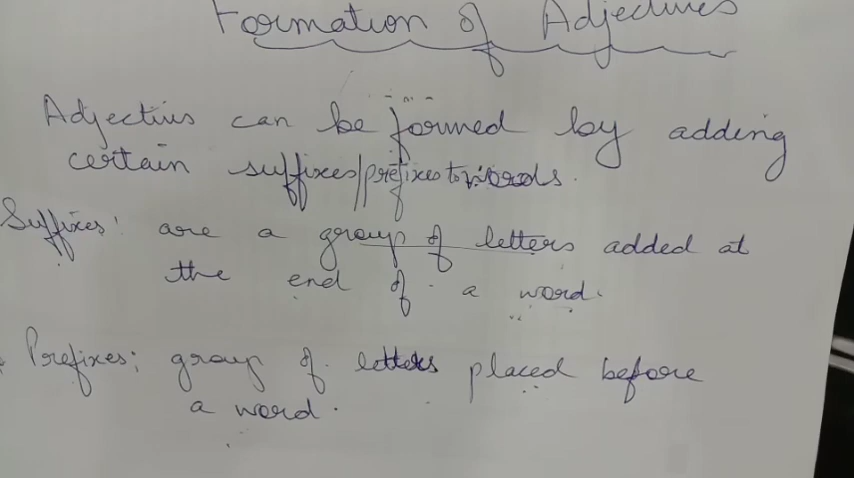 Formation of Adjectives
Adjectives can be formed by adding
certain suffixes/prefixes to words.
Suffixes: are a group of letters added at
the end of a word.
Prefixes: group of letters placed before
a word.